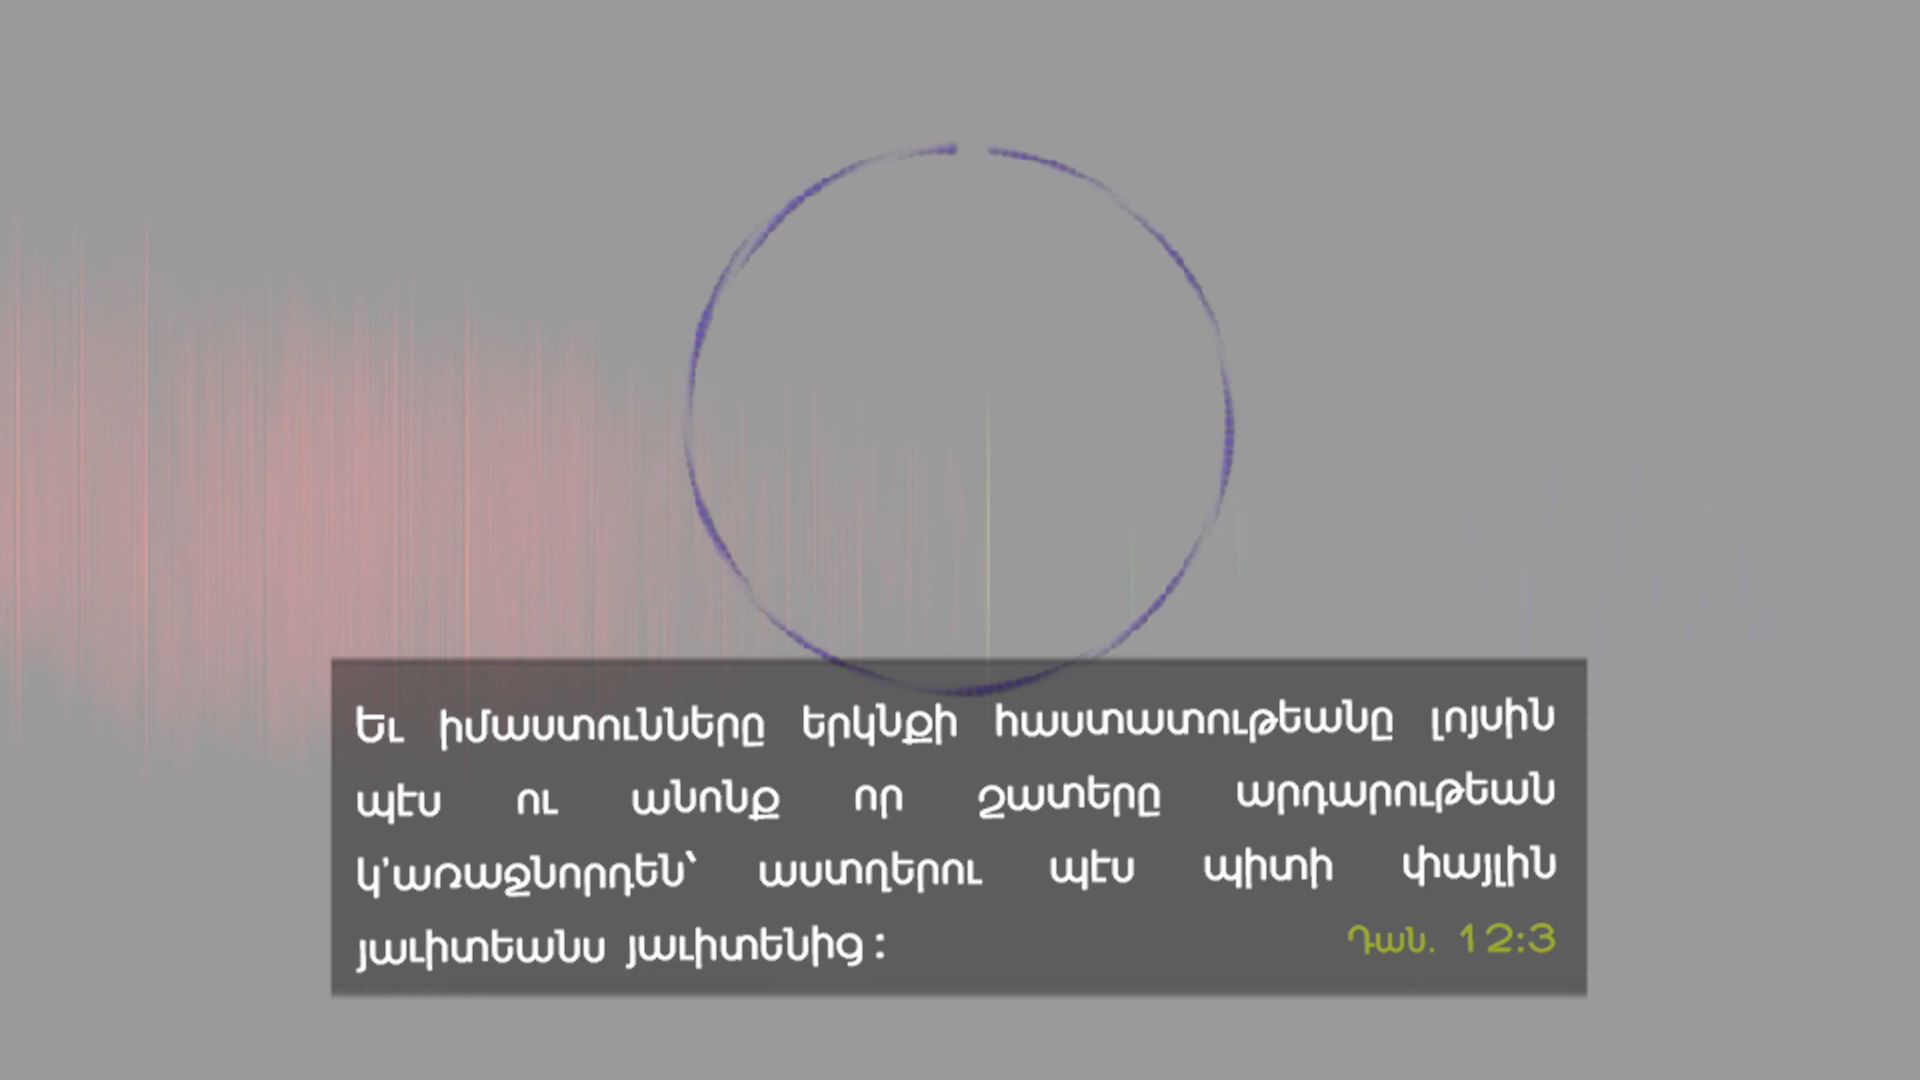 Եւ իմաստունները երկնքի հաստատութեանը լոյսին
պէս ու անոնք որ շատերը արդարութեան
կ՚առաջնորդեն՝ աստղերու պէս պիտի փայլին
յաւիտեանս յաւիտենից : Դան. 12:3